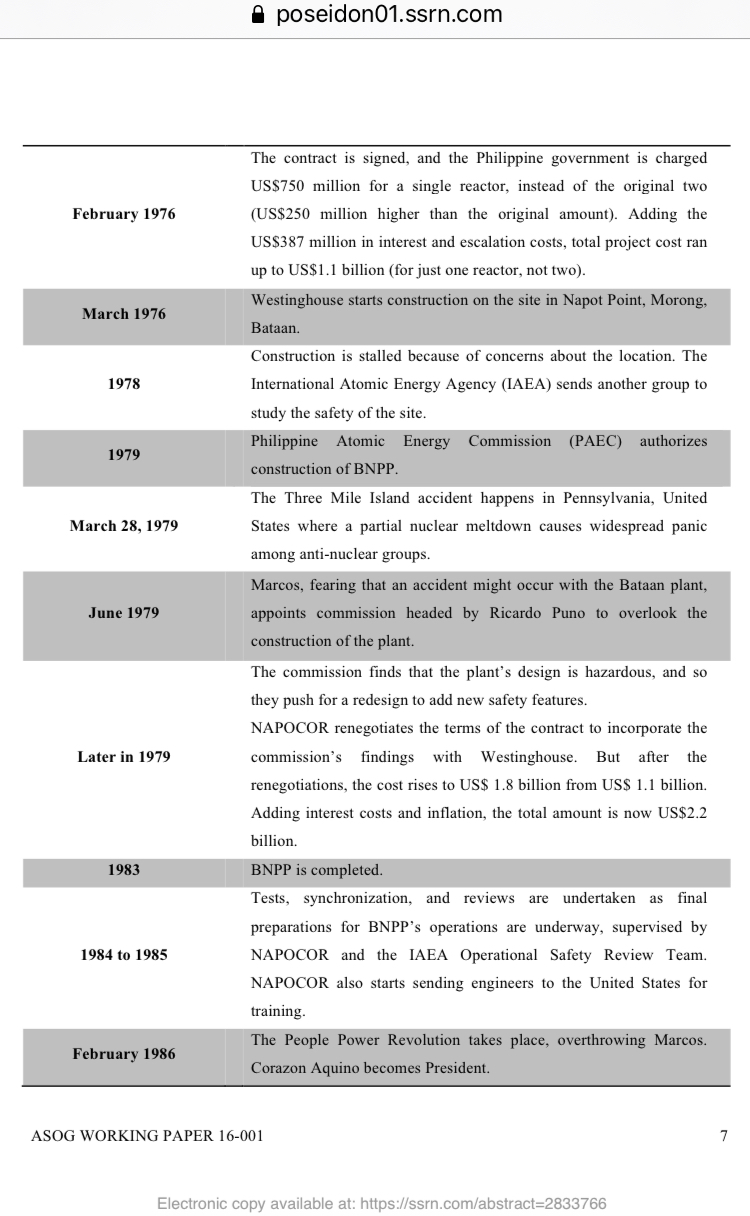 poseidon01.ssrn.com
The contract is signed, and the Philippine government is charged
US$750 million for a single reactor, instead of the original two
February 1976
(US$250 million higher than the original amount). Adding the
US$387 million in interest and escalation costs, total project cost ran
up to US$1.1 billion (for just one reactor, not two).
March 1976
Westinghouse starts construction on the site in Napot Point, Morong,
Bataan.
Construction is stalled because of concerns about the location. The
1978
International Atomic Energy Agency (IAEA) sends another group to
study the safety of the site.
1979
Philippine Atomic Energy Commission (PAEC) authorizes
construction of BNPP.
The Three Mile Island accident happens in Pennsylvania, United
March 28, 1979
States where a partial nuclear meltdown causes widespread panic
among anti-nuclear groups.
Marcos, fearing that an accident might occur with the Bataan plant,
June 1979
appoints commission headed by Ricardo Puno to overlook the
construction of the plant.
The commission finds that the plant's design is hazardous, and so
they push for a redesign to add new safety features.
NAPOCOR renegotiates the terms of the contract to incorporate the
Later in 1979
commission's findings with Westinghouse. But after the
renegotiations, the cost rises to US$ 1.8 billion from US$ 1.1 billion.
Adding interest costs and inflation, the total amount is now US$2.2
billion.
1983
BNPP is completed.
Tests, synchronization, and reviews are undertaken as final
preparations for BNPP's operations are underway, supervised by
1984 to 1985
NAPOCOR and the IAEA Operational Safety Review Team.
NAPOCOR also starts sending engineers to the United States for
training.
February 1986
The People Power Revolution takes place, overthrowing Marcos.
Corazon Aquino becomes President.
ASOG WORKING PAPER 16-001
7
Electronic copy available at: https://ssrn.com/abstract=2833766